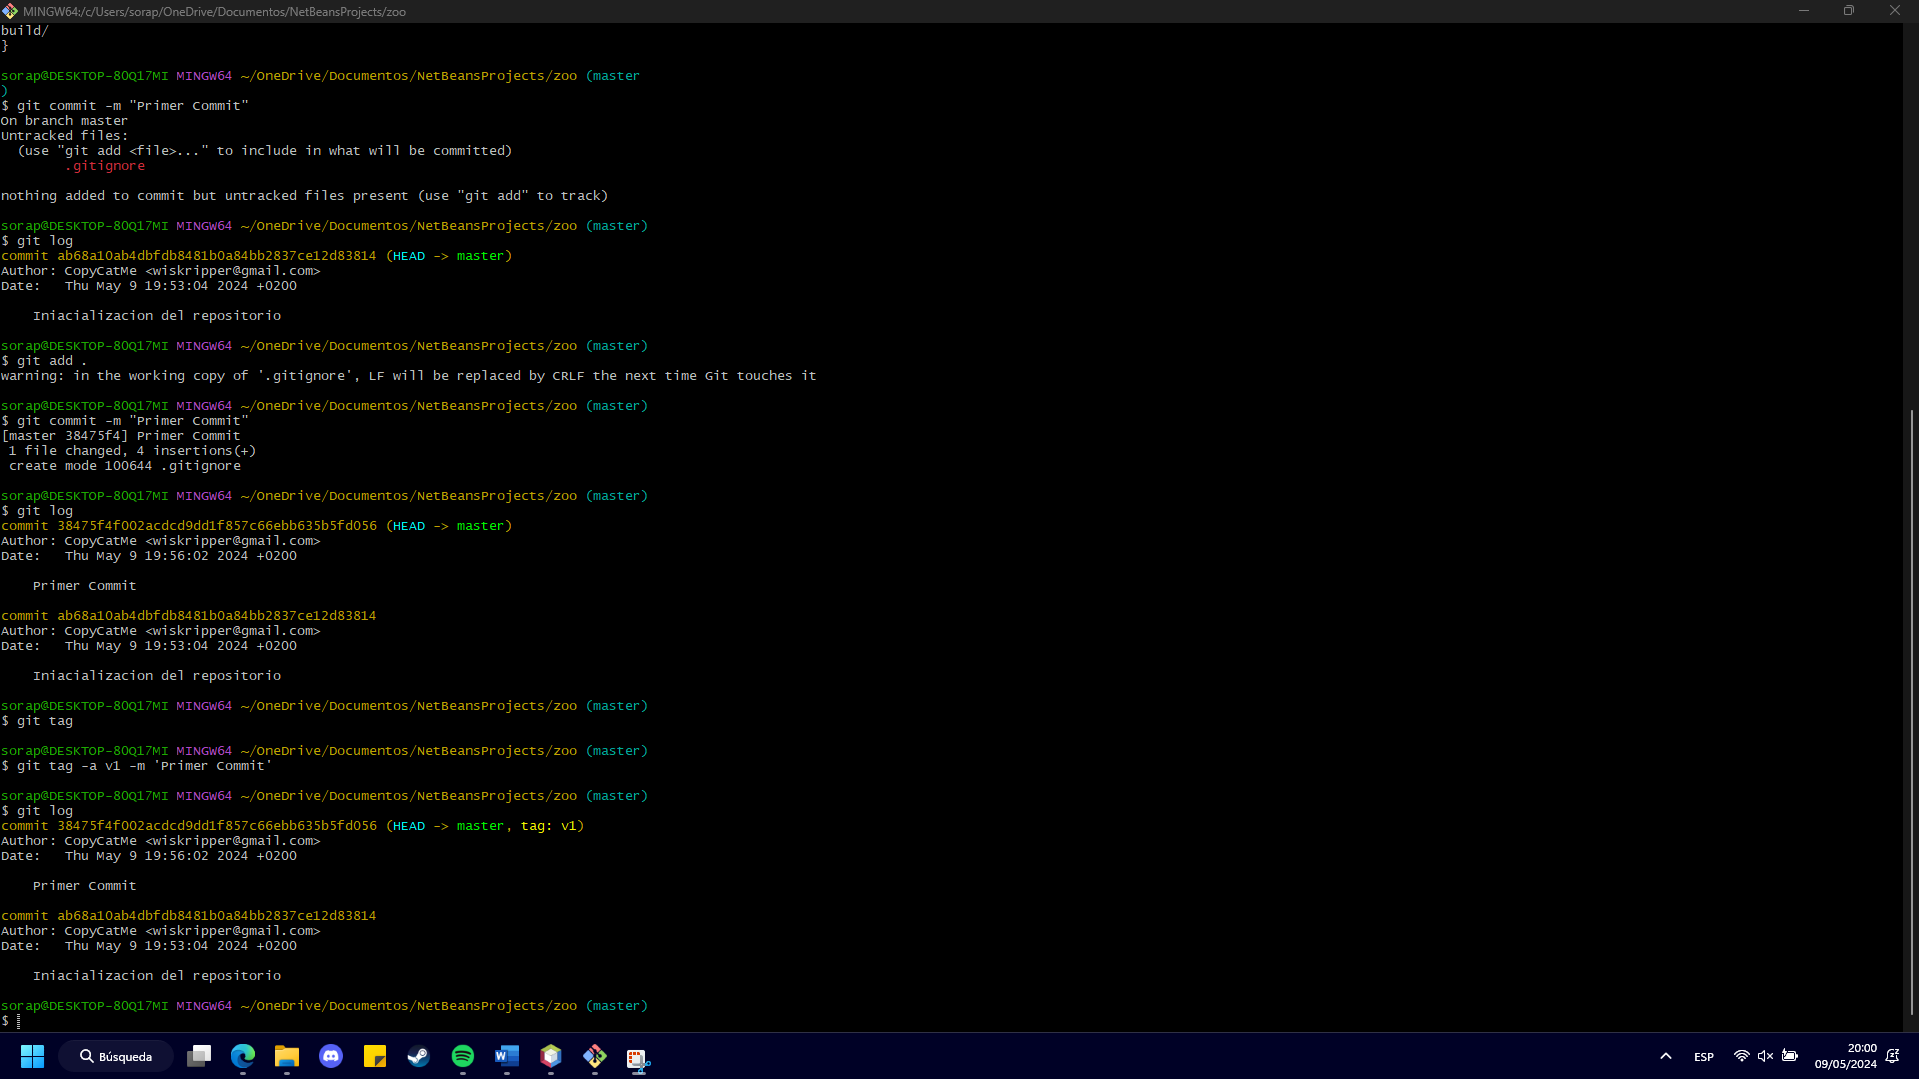 MINGW64:/c/Users/sorap/OneDrive/Documentos/NetBeansProjects/zoo
build/
}
sorap@DESKTOP-80Q17MI MINGW64 ~/OneDrive/Documentos/NetBeansProjects/zoo (master
)
$ git commit -m "Primer Commit"
On branch master
Untracked files:
  (use "git add <file>..." to include in what will be committed)
        .gitignore
nothing added to commit but untracked files present (use "git add" to track)
sorap@DESKTOP-80Q17MI MINGW64 ~/OneDrive/Documentos/NetBeansProjects/zoo (master)
$ git log
commit ab68a10ab4dbfdb8481b0a84bb2837ce12d83814 (HEAD -> master)
Author: CopyCatMe <wiskripper@gmail.com>
Date:   Thu May 9 19:53:04 2024 +0200
    Iniacializacion del repositorio
sorap@DESKTOP-80Q17MI MINGW64 ~/OneDrive/Documentos/NetBeansProjects/zoo (master)
$ git add .
warning: in the working copy of '.gitignore', LF will be replaced by CRLF the next time Git touches it
sorap@DESKTOP-80Q17MI MINGW64 ~/OneDrive/Documentos/NetBeansProjects/zoo (master)
$ git commit -m "Primer Commit"
[master 38475f4] Primer Commit
 1 file changed, 4 insertions(+)
 create mode 100644 .gitignore
sorap@DESKTOP-80Q17MI MINGW64 ~/OneDrive/Documentos/NetBeansProjects/zoo (master)
$ git log
commit 38475f4f002acdcd9dd1f857c66ebb635b5fd056 (HEAD -> master)
Author: CopyCatMe <wiskripper@gmail.com>
Date:   Thu May 9 19:56:02 2024 +0200
    Primer Commit
commit ab68a10ab4dbfdb8481b0a84bb2837ce12d83814
Author: CopyCatMe <wiskripper@gmail.com>
Date:   Thu May 9 19:53:04 2024 +0200
    Iniacializacion del repositorio
sorap@DESKTOP-80Q17MI MINGW64 ~/OneDrive/Documentos/NetBeansProjects/zoo (master)
$ git tag
sorap@DESKTOP-80Q17MI MINGW64 ~/OneDrive/Documentos/NetBeansProjects/zoo (master)
$ git tag -a v1 -m 'Primer Commit'
sorap@DESKTOP-80Q17MI MINGW64 ~/OneDrive/Documentos/NetBeansProjects/zoo (master)
$ git log
commit 38475f4f002acdcd9dd1f857c66ebb635b5fd056 (HEAD -> master, tag: v1)
Author: CopyCatMe <wiskripper@gmail.com>
Date:   Thu May 9 19:56:02 2024 +0200
    Primer Commit
commit ab68a10ab4dbfdb8481b0a84bb2837ce12d83814
Author: CopyCatMe <wiskripper@gmail.com>
Date:   Thu May 9 19:53:04 2024 +0200
    Iniacializacion del repositorio
sorap@DESKTOP-80Q17MI MINGW64 ~/OneDrive/Documentos/NetBeansProjects/zoo (master)
$
Búsqueda
ESP
20:00
09/05/2024